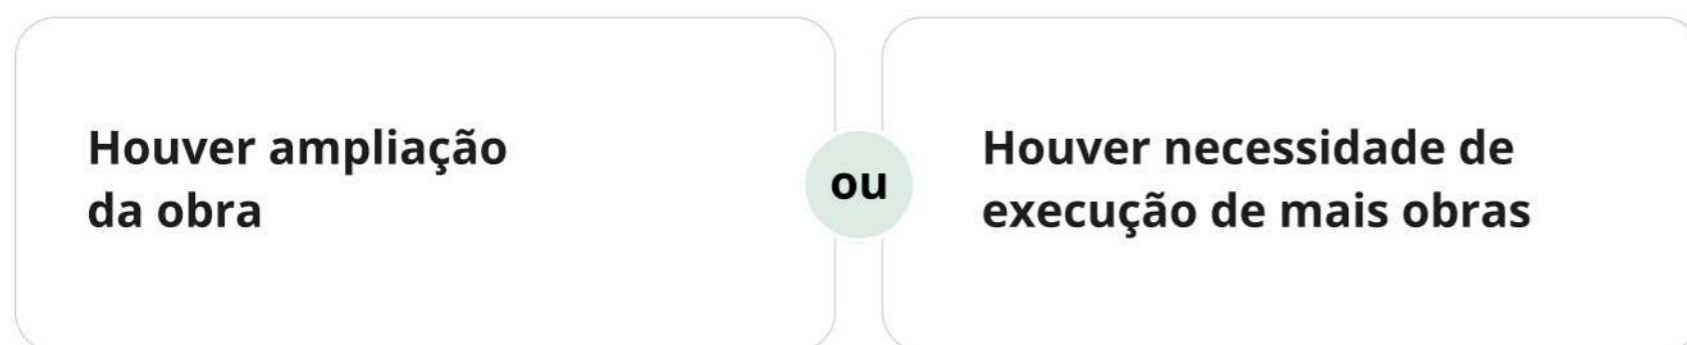 Houver ampliação
da obra
ou
Houver necessidade de
execução de mais obras